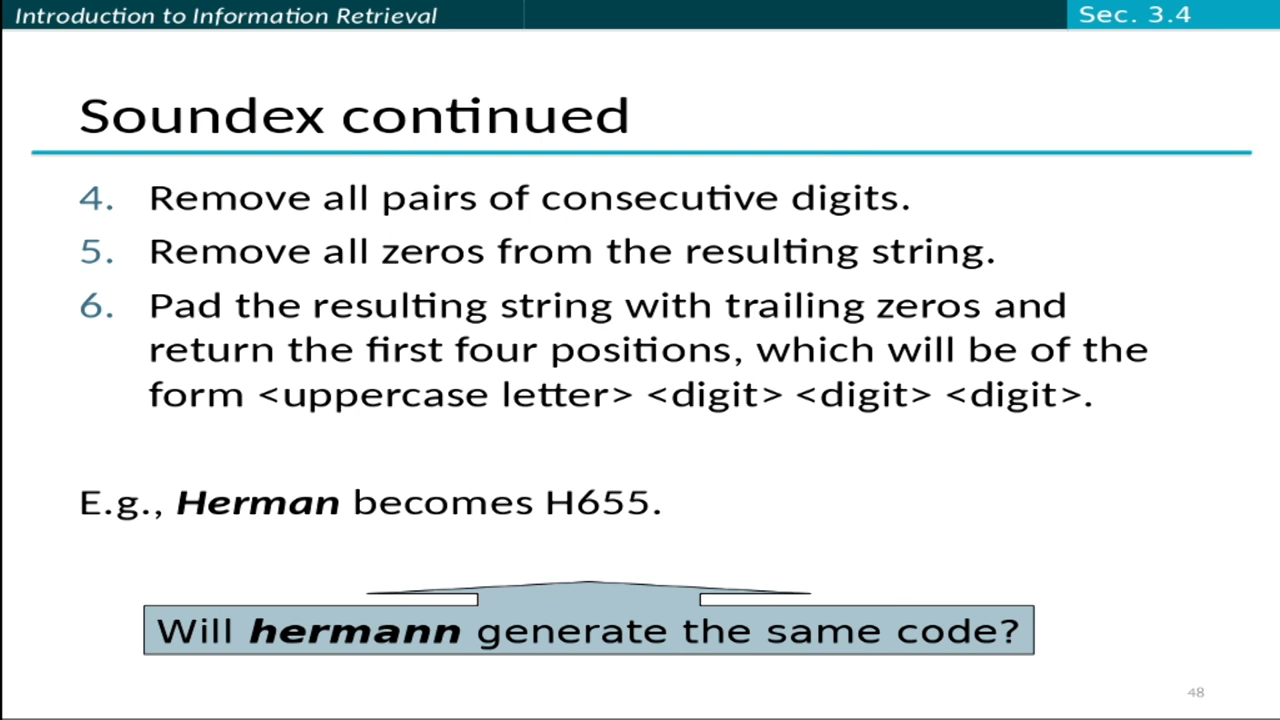 Introduction to Information Retrieval
Sec. 3.4
Soundex continued
4. Remove all pairs of consecutive digits.
5. Remove all zeros from the resulting string.
6. Pad the resulting string with trailing zeros and
return the first four positions, which will be of the
form <uppercase letter> <digit> <digit> <digit>.
E.g., Herman becomes H655.
Will hermann generate the same code?
48